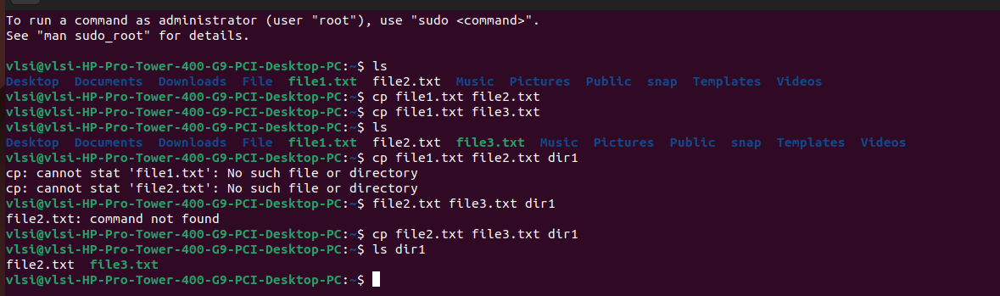 To run a command as administrator (user "root"), use "sudo <command>".
See "man sudo_root" for details.
vlsi@vlsi-HP-Pro-Tower-400-G9-PCI-Desktop-PC:~$ ls
Desktop  Documents  Downloads  File  file1.txt  file2.txt  Music  Pictures  Public  snap  Templates  Videos
vlsi@vlsi-HP-Pro-Tower-400-G9-PCI-Desktop-PC:~$ cp file1.txt file2.txt
vlsi@vlsi-HP-Pro-Tower-400-G9-PCI-Desktop-PC:~$ cp file1.txt file3.txt
vlsi@vlsi-HP-Pro-Tower-400-G9-PCI-Desktop-PC:~$ ls
Desktop  Documents  Downloads  File  file1.txt  file2.txt  file3.txt  Music  Pictures  Public  snap  Templates  Videos
vlsi@vlsi-HP-Pro-Tower-400-G9-PCI-Desktop-PC:~$ cp file1.txt file2.txt dir1
cp: cannot stat 'file1.txt': No such file or directory
cp: cannot stat 'file2.txt': No such file or directory
vlsi@vlsi-HP-Pro-Tower-400-G9-PCI-Desktop-PC:~$ file2.txt file3.txt dir1
file2.txt: command not found
vlsi@vlsi-HP-Pro-Tower-400-G9-PCI-Desktop-PC:~$ cp file2.txt file3.txt dir1
vlsi@vlsi-HP-Pro-Tower-400-G9-PCI-Desktop-PC:~$ ls dir1
file2.txt  file3.txt
vlsi@vlsi-HP-Pro-Tower-400-G9-PCI-Desktop-PC:~$